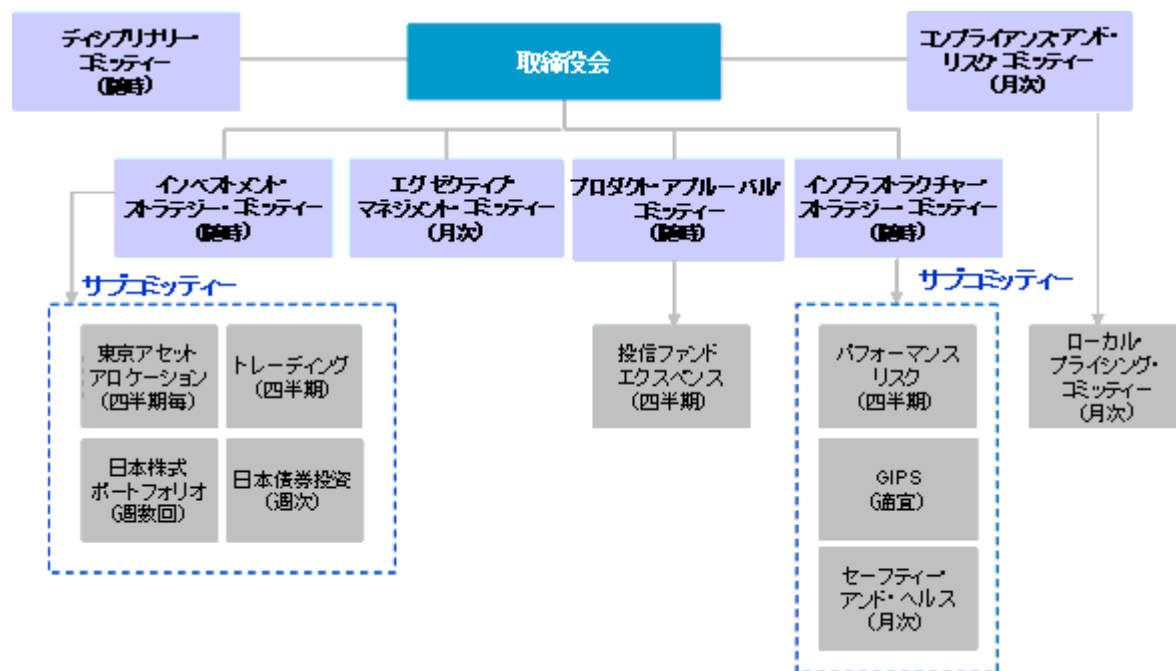 ディシプリナリー・
コミッティー
(臨時)
取締役会
コンプライアンス・アンド・
リスク・コミッティー
(月次)
インベストメント・
ストラテジー・コミッティー
(臨時)
エグゼクティブ・
マネジメント・コミッティー
(月次)
プロダクト・アプルーバル・
コミッティー
(臨時)
インフラストラクチャー・
ストラテジー・コミッティー
(臨時)
サブコミッティー
サブコミッティー
東京アセット
アロケーション
(四半期毎)
トレーディング
(四半期)
投信ファンド
エクスペンス
(四半期)
パフォーマンス
リスク
(四半期)
ローカル・
プライシング・
コミッティー
(月次)
日本株式
ポートフォリオ
(週数回)
日本債券投資
(週次)
GIPS
(適宜)
セーフティー・
アンド・ヘルス
(月次)